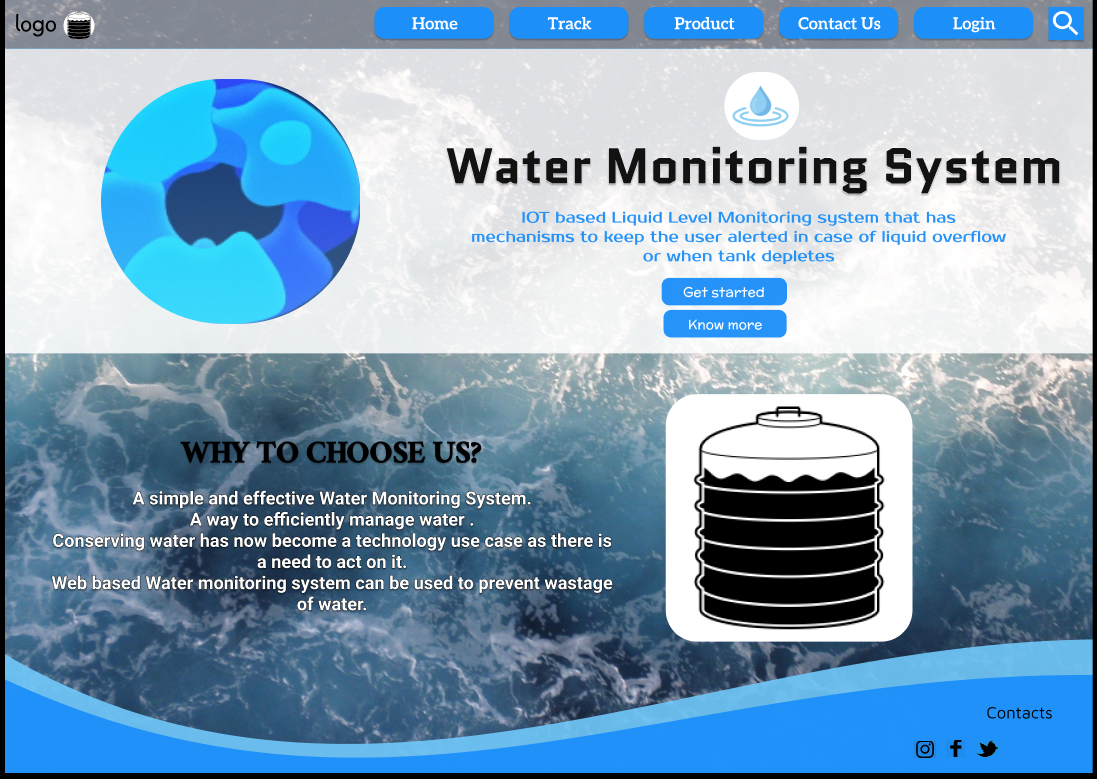 logo
Home
Track
Product
Contact Us
Login
Water Monitoring System
IOT based Liquid Level Monitoring system that has
mechanisms to keep the user alerted in case of liquid overflow
or when tank depletes
Get started
Know more
WHY TO CHOOSE US?
A simple and effective Water Monitoring System.
A way to efficiently manage water .
Conserving water has now become a technology use case as there is
a need to act on it.
Web based Water monitoring system can be used to prevent wastage
of water.
Contacts